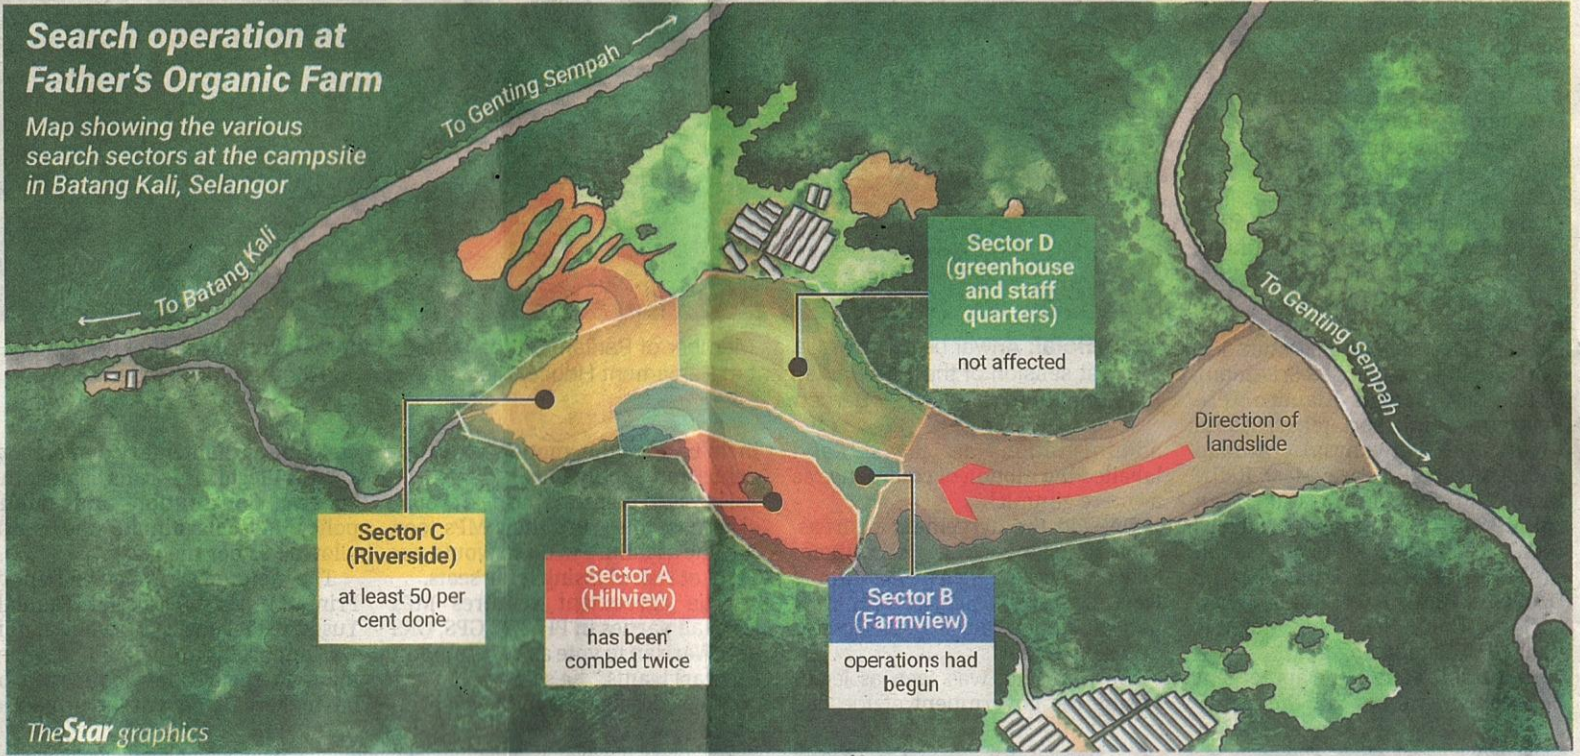 Search operation at
Father's Organic Farm
Map showing the various
search sectors at the campsite
in Batang Kali, Selangor
To Genting Sempah
To Batang Kali
Sector D
(greenhouse
and staff
quarters)
not affected
To Genting Sempah
Direction of
landslide
Sector C
(Riverside)
at least 50 per
cent done
Sector A
(Hillview)
has been
combed twice
Sector B
(Farmview)
operations had
begun
TheStar graphics